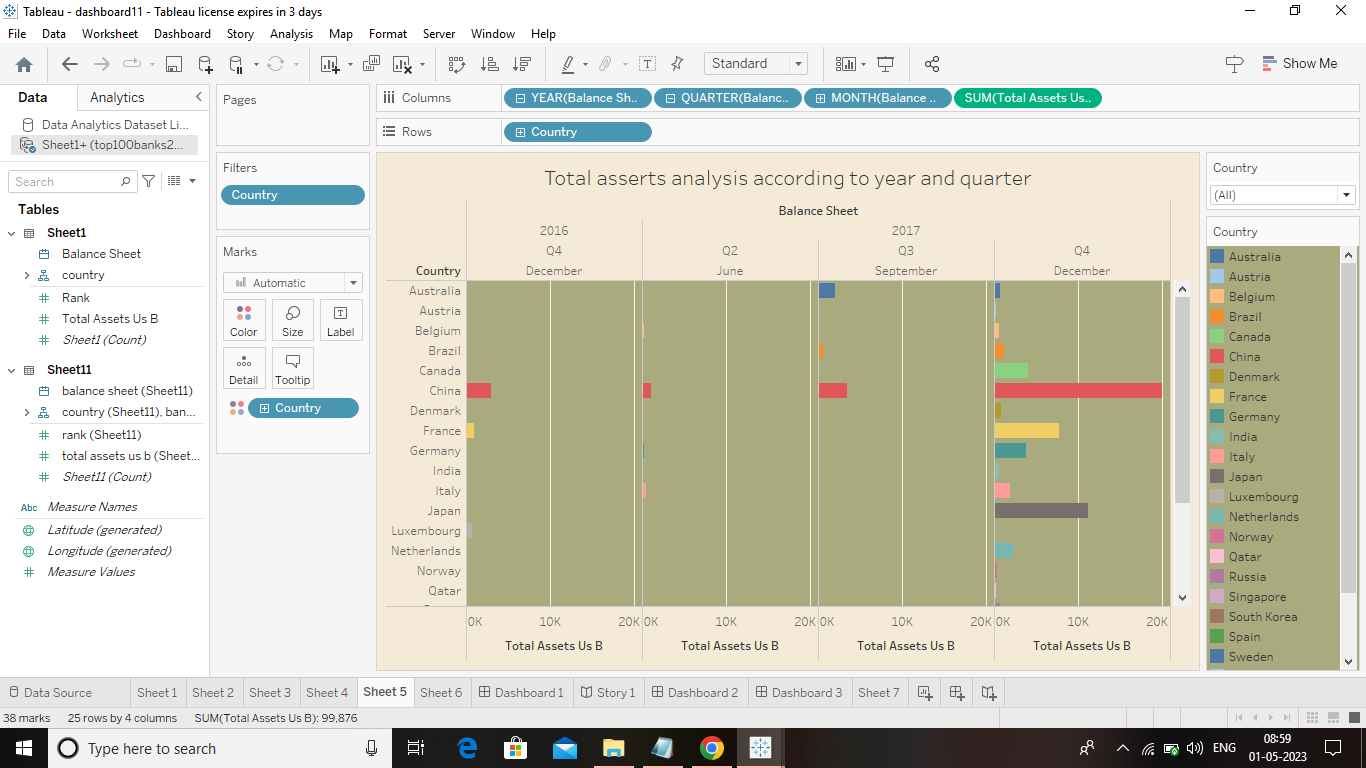 Tableau - dashboard11 - Tableau license expires in 3 days
File Data Worksheet Dashboard Story Analysis Map Format Server Window Help
Standard
Show Me
Data Analytics
Data Analytics Dataset Li...
Sheet1+ (top100banks2...
Search
Tables
Sheet1
Balance Sheet
country
Rank
Total Assets Us B
Sheet1 (Count)
Sheet11
balance sheet (Sheet11)
country (Sheet11), ban...
rank (Sheet11)
total assets us b (Sheet...
Sheet11 (Count)
Abc Measure Names
Latitude (generated)
Longitude (generated)
Measure Values
Pages
Filters
Country
Marks
Automatic
Color Size Label
Detail Tooltip
Country
Columns YEAR(Balance Sh.. QUARTER(Balanc.. MONTH(Balance .. SUM(Total Assets Us..
Rows Country
Total asserts analysis according to year and quarter
Balance Sheet
2016 2017
Q4 Q2 Q3 Q4
Country December June September December
Australia
Austria
Belgium
Brazil
Canada
China
Denmark
France
Germany
India
Italy
Japan
Luxembourg
Netherlands
Norway
Qatar
0K 10K 20K 0K 10K 20K 0K 10K 20K 0K 10K 20K
Total Assets Us B Total Assets Us B Total Assets Us B Total Assets Us B
Country
(All)
Country
Australia
Austria
Belgium
Brazil
Canada
China
Denmark
France
Germany
India
Italy
Japan
Luxembourg
Netherlands
Norway
Qatar
Russia
Singapore
South Korea
Spain
Sweden
Data Source Sheet 1 Sheet 2 Sheet 3 Sheet 4 Sheet 5 Sheet 6 Dashboard 1 Story 1 Dashboard 2 Dashboard 3 Sheet 7
38 marks 25 rows by 4 columns SUM(Total Assets Us B): 99.876
Type here to search
ENG
08:59
01-05-2023